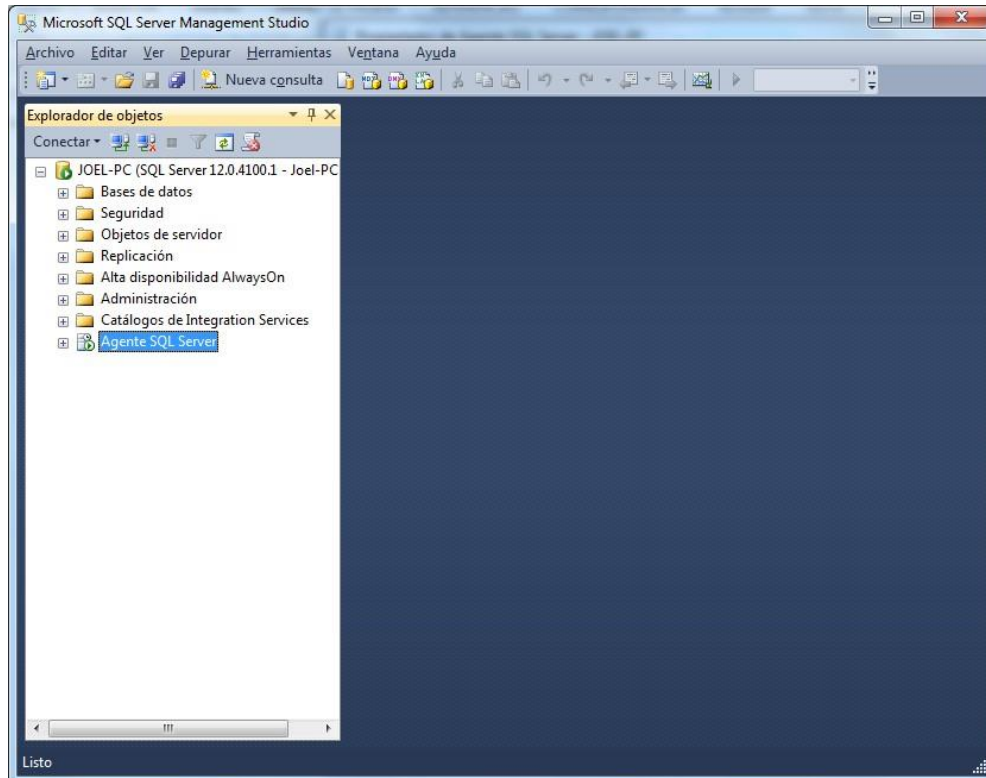 Microsoft SQL Server Management Studio
Archivo Editar Ver Depurar Herramientas Ventana Ayuda
Nueva consulta
Explorador de objetos
Conectar
JOEL-PC (SQL Server 12.0.4100.1 - Joel-PC
Bases de datos
Seguridad
Objetos de servidor
Replicación
Alta disponibilidad AlwaysOn
Administración
Catálogos de Integration Services
Agente SQL Server
Listo